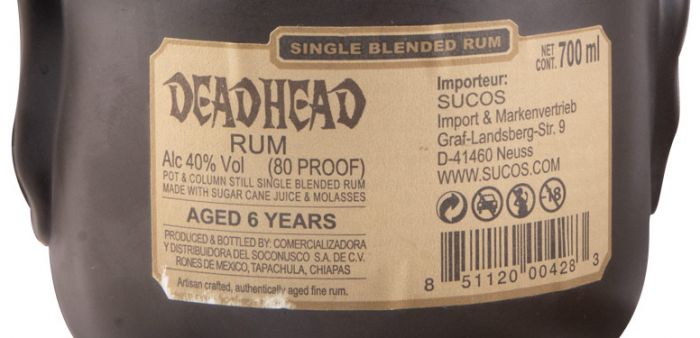 SINGLE BLENDED RUM
NET
CONT. 700 ml
DEADHEAD
RUM
Alc 40% Vol (80 PROOF)
POT & COLUMN STILL SINGLE BLENDED RUM
MADE WITH SUGAR CANE JUICE & MOLASSES
AGED 6 YEARS
PRODUCED & BOTTLED BY: COMERCIALIZADORA
Y DISTRIBUIDORA DEL SOCONUSCO S.A. DE C.V.
RONES DE MEXICO, TAPACHULA, CHIAPAS
Artisan crafted, authentically aged fine rum.
Importeur:
SUCOS
Import & Markenvertrieb
Graf-Landsberg-Str. 9
D-41460 Neuss
WWW.SUCOS.COM
-18
8 51120 00428 3